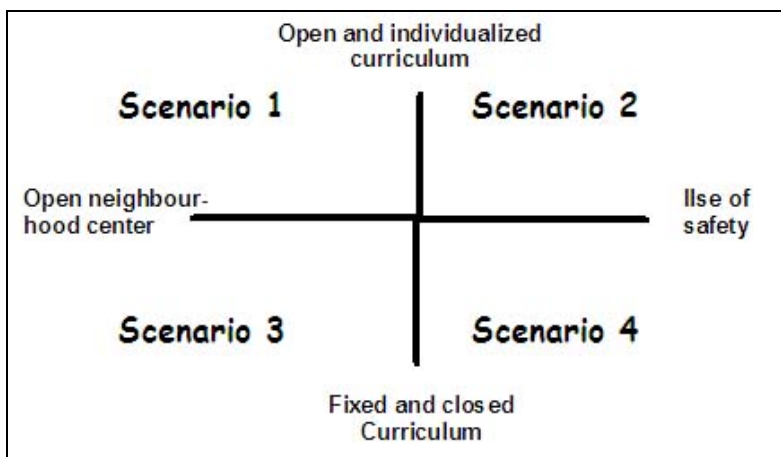 Open and individualized
curriculum
Scenario 1
Scenario 2
Open neighbour-
hood center
Ilse of
safety
Scenario 3
Scenario 4
Fixed and closed
Curriculum